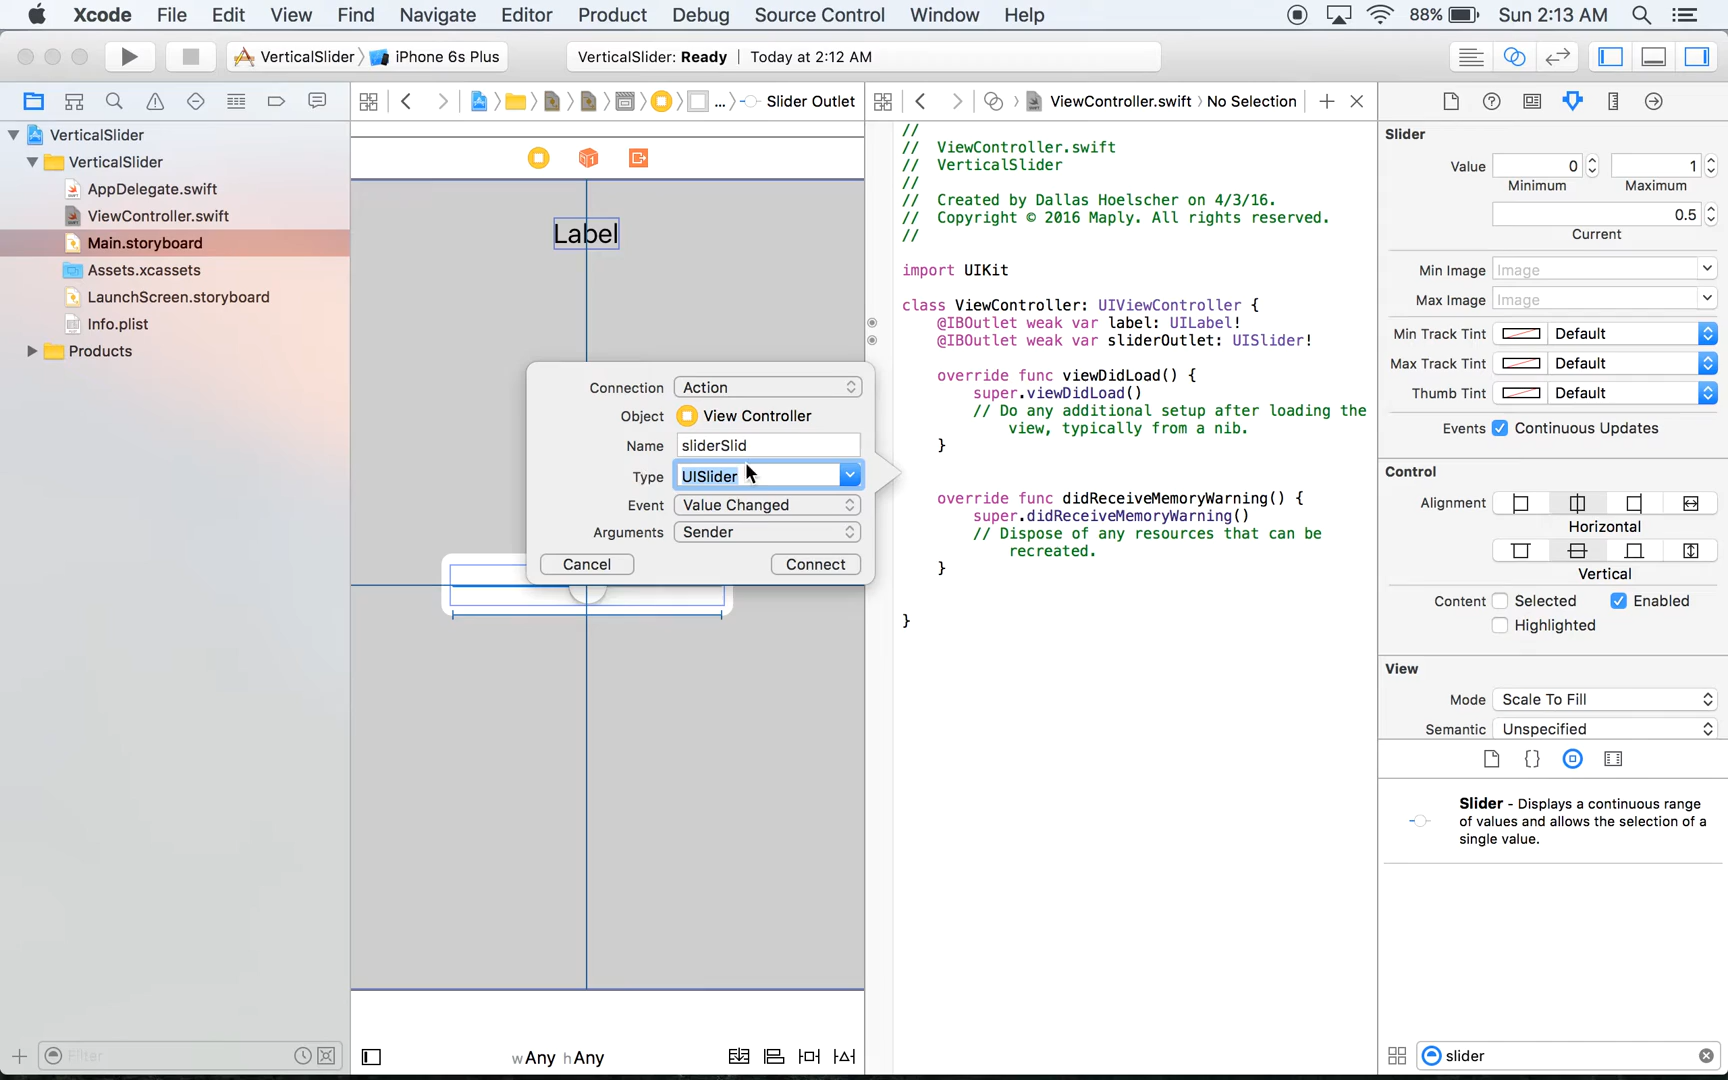 Xcode File Edit View Find Navigate Editor Product Debug Source Control Window Help 88% Sun 2:13 AM
VerticalSlider iPhone 6s Plus VerticalSlider: Ready | Today at 2:12 AM
... Slider Outlet ViewController.swift No Selection
VerticalSlider
VerticalSlider
AppDelegate.swift
ViewController.swift
Main.storyboard
Assets.xcassets
LaunchScreen.storyboard
Info.plist
Products
Filter
Label
Connection Action
Object View Controller
Name sliderSlid
Type UISlider
Event Value Changed
Arguments Sender
Cancel Connect
wAny hAny
//
// ViewController.swift
// VerticalSlider
//
// Created by Dallas Hoelscher on 4/3/16.
// Copyright © 2016 Maply. All rights reserved.
//
import UIKit
class ViewController: UIViewController {
@IBOutlet weak var label: UILabel!
@IBOutlet weak var sliderOutlet: UISlider!
override func viewDidLoad() {
super.viewDidLoad()
// Do any additional setup after loading the
view, typically from a nib.
}
override func didReceiveMemoryWarning() {
super.didReceiveMemoryWarning()
// Dispose of any resources that can be
recreated.
}
}
Slider
Value 0 1
Minimum Maximum
0.5
Current
Min Image Image
Max Image Image
Min Track Tint Default
Max Track Tint Default
Thumb Tint Default
Events Continuous Updates
Control
Alignment
Horizontal
Vertical
Content Selected Enabled
Highlighted
View
Mode Scale To Fill
Semantic Unspecified
Slider - Displays a continuous range
of values and allows the selection of a
single value.
slider